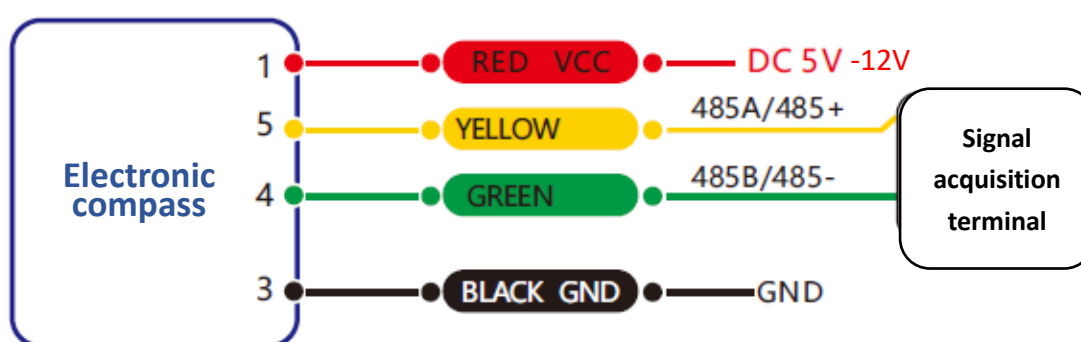 Electronic
compass
1 RED VCC DC 5V -12V
5 YELLOW 485A/485+
4 GREEN 485B/485-
3 BLACK GND GND
Signal
acquisition
terminal